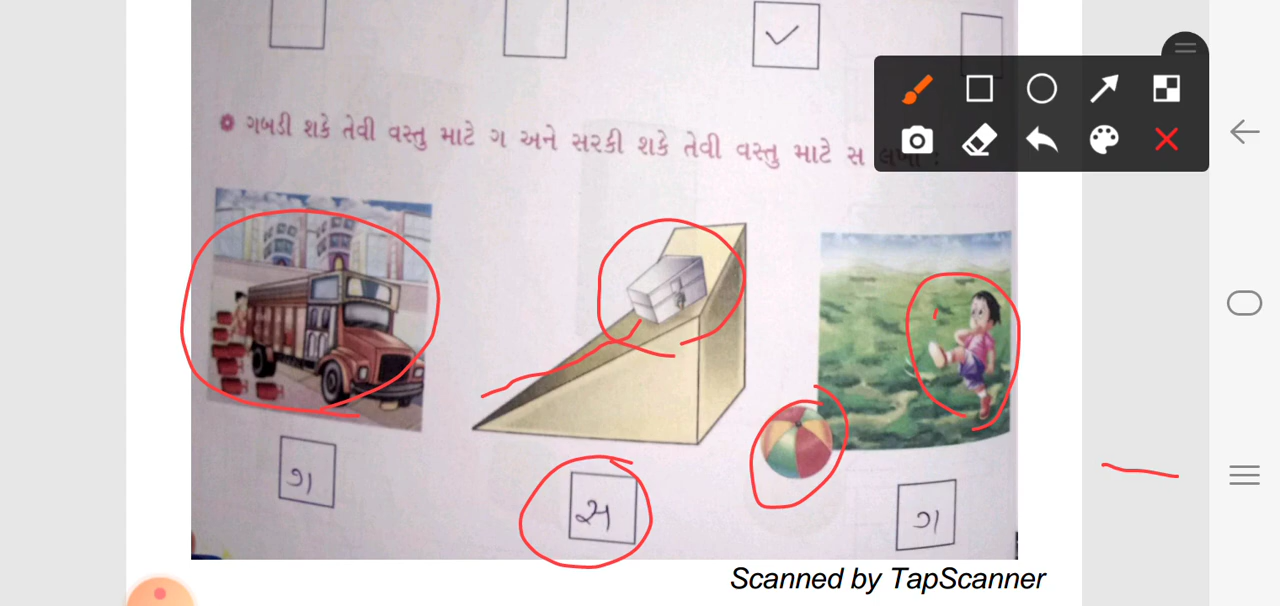 ગબડી શકે તેવી વસ્તુ માટે ગ અને સરકી શકે તેવી વસ્તુ માટે સ
ગ સ ગ
Scanned by TapScanner